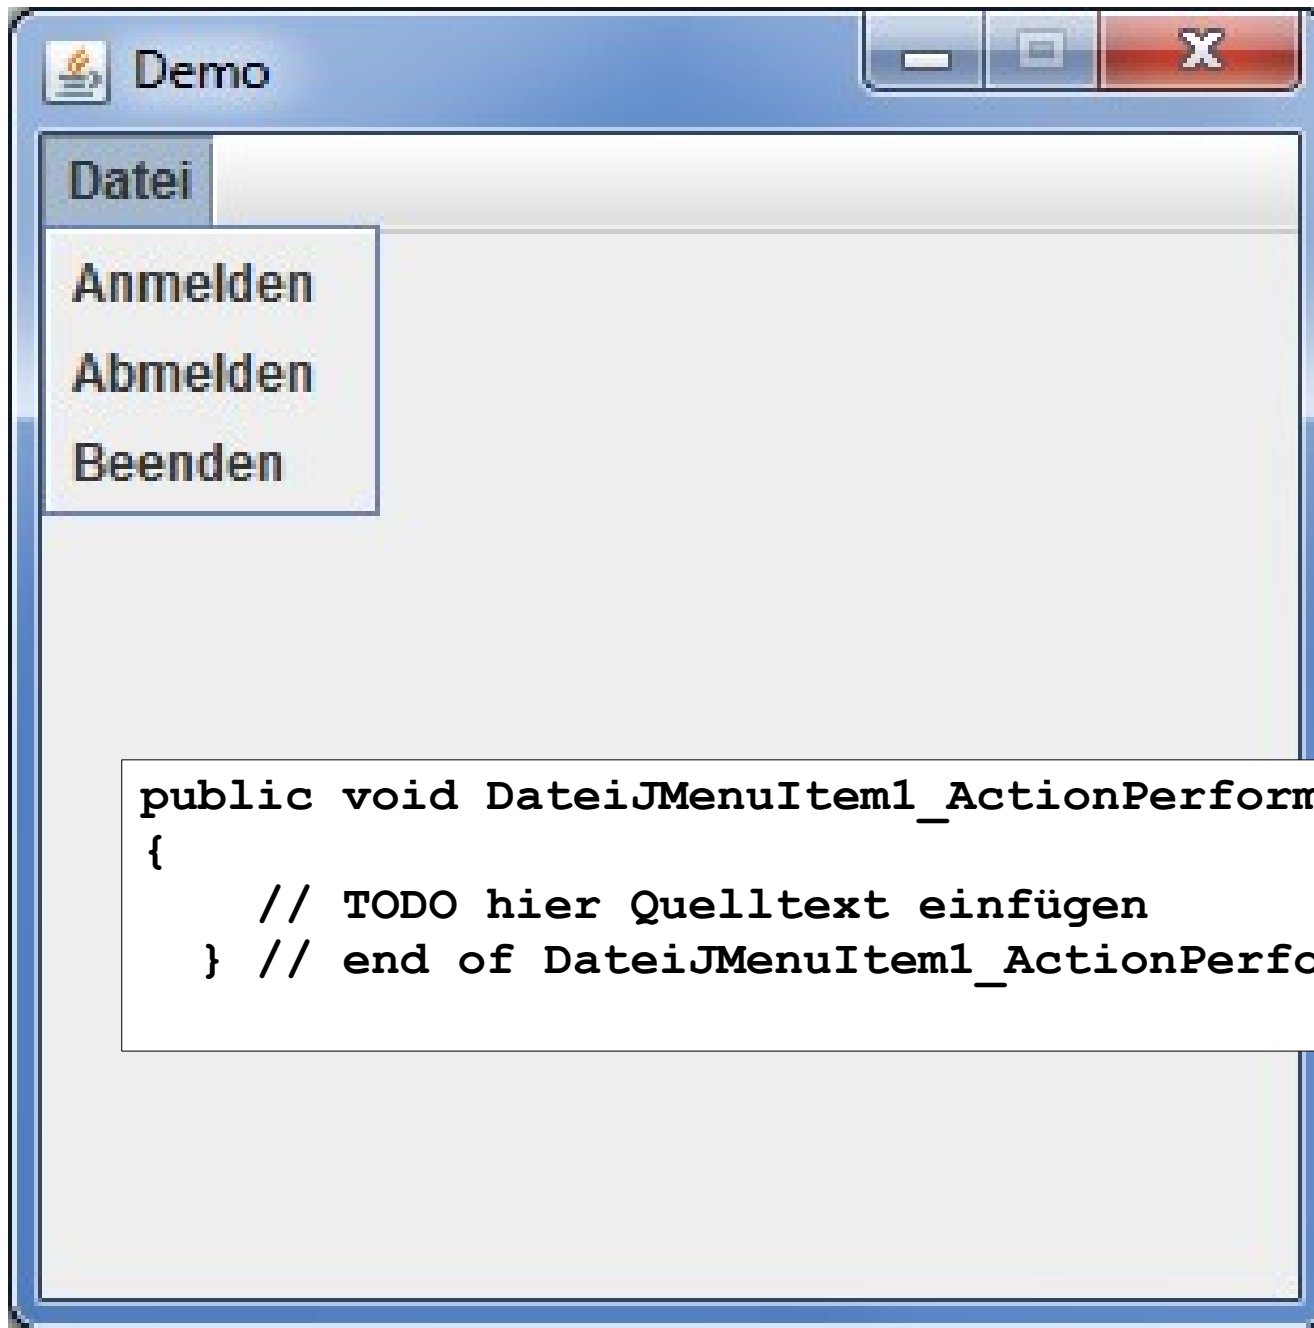 Demo
Datei
Anmelden
Abmelden
Beenden
public void DateiJMenuItem1_ActionPerform
{
// TODO hier Quelltext einfügen
} // end of DateiJMenuItem1_ActionPerfo